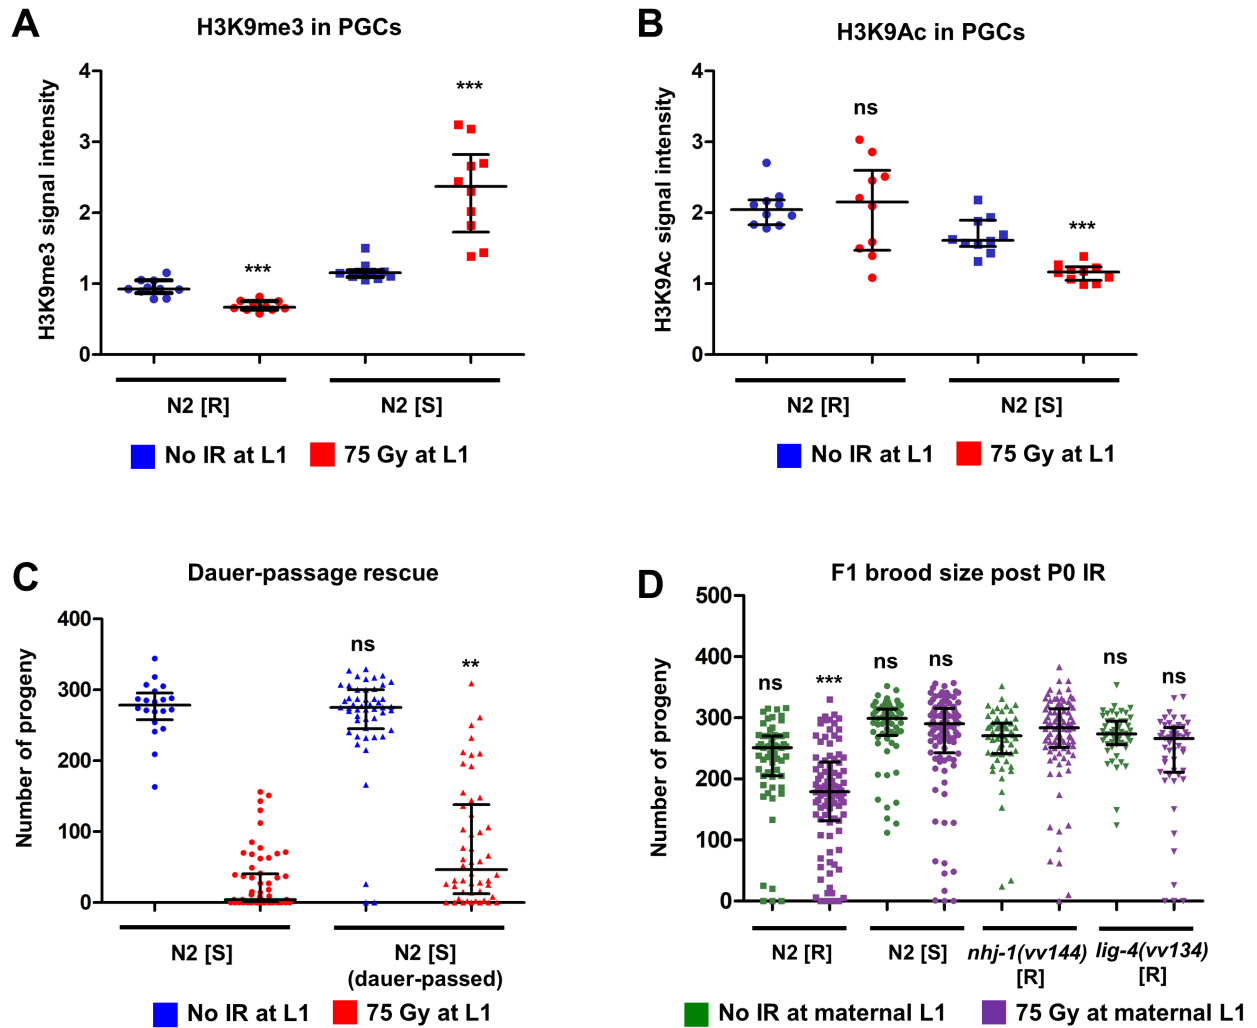 A
H3K9me3 in PGCs
H3K9me3 signal intensity
4
3
2
1
0
***
***
N2 [R]
N2 [S]
No IR at L1
75 Gy at L1
B
H3K9Ac in PGCs
H3K9Ac signal intensity
4
3
2
1
0
ns
***
N2 [R]
N2 [S]
No IR at L1
75 Gy at L1
C
Dauer-passage rescue
Number of progeny
400
300
200
100
0
ns
**
N2 [S]
N2 [S]
(dauer-passed)
No IR at L1
75 Gy at L1
D
F1 brood size post P0 IR
Number of progeny
500
400
300
200
100
0
ns
***
ns
ns
ns
ns
N2 [R]
N2 [S]
nhj-1(vv144)
[R]
lig-4(vv134)
[R]
No IR at maternal L1
75 Gy at maternal L1